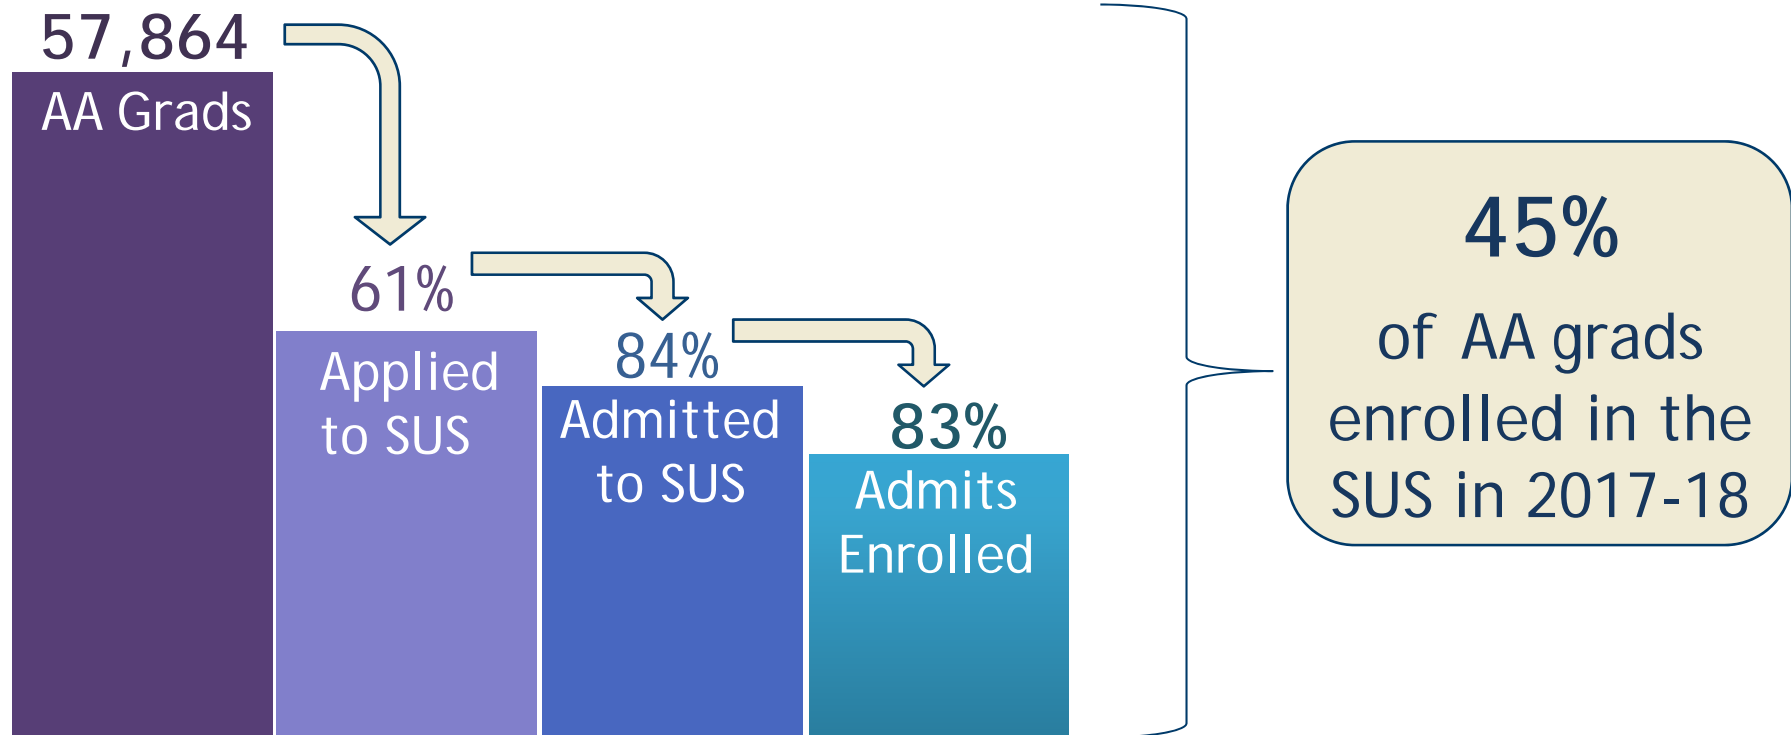 57,864
AA Grads
61%
Applied
to SUS
84%
Admitted
to SUS
83%
Admits
Enrolled
45%
of AA grads
enrolled in the
SUS in 2017-18